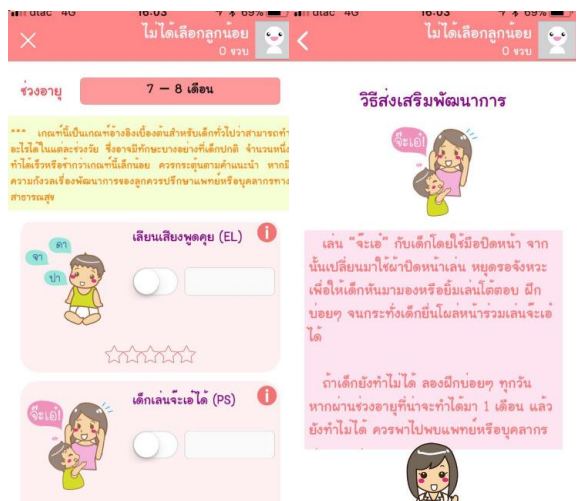 dtac 4G 16:03 69%
ไม่ได้เลือกลูกน้อย
0 ขวบ
ช่วงอายุ
7 – 8 เดือน
*** เกณฑ์นี้เป็นเกณฑ์อ้างอิงเบื้องต้นสำหรับเด็กทั่วไปว่าสามารถทำ
อะไรได้ในแต่ละช่วงวัย ซึ่งอาจมีทักษะบางอย่างที่เด็กปกติ จำนวนหนึ่ง
ทำได้เร็วหรือช้ากว่าเกณฑ์นี้เล็กน้อย ควรกระตุ้นตามคำแนะนำ หากมี
ความกังวลเรื่องพัฒนาการของลูกควรปรึกษาแพทย์หรือบุคลากรทาง
สาธารณสุข
เลียนเสียงพูดคุย (EL)
ดา
จา
ปา
เด็กเล่นจ๊ะเอ๋ได้ (PS)
จ๊ะเอ๋!
dtac 4G 16:03 69%
ไม่ได้เลือกลูกน้อย
0 ขวบ
วิธีส่งเสริมพัฒนาการ
จ๊ะเอ๋!
เล่น "จ๊ะเอ๋" กับเด็กโดยใช้มือปิดหน้า จาก
นั้นเปลี่ยนมาใช้ผ้าปิดหน้าเล่น หยุดรอจังหวะ
เพื่อให้เด็กหันมามองหรือยิ้มเล่นโต้ตอบ ฝึก
บ่อยๆ จนกระทั่งเด็กยื่นโผล่หน้าร่วมเล่นจ๊ะเอ๋
ได้
ถ้าเด็กยังทำไม่ได้ ลองฝึกบ่อยๆ ทุกวัน
หากผ่านช่วงอายุที่น่าจะทำได้มา 1 เดือน แล้ว
ยังทำไม่ได้ ควรพาไปพบแพทย์หรือบุคลากร